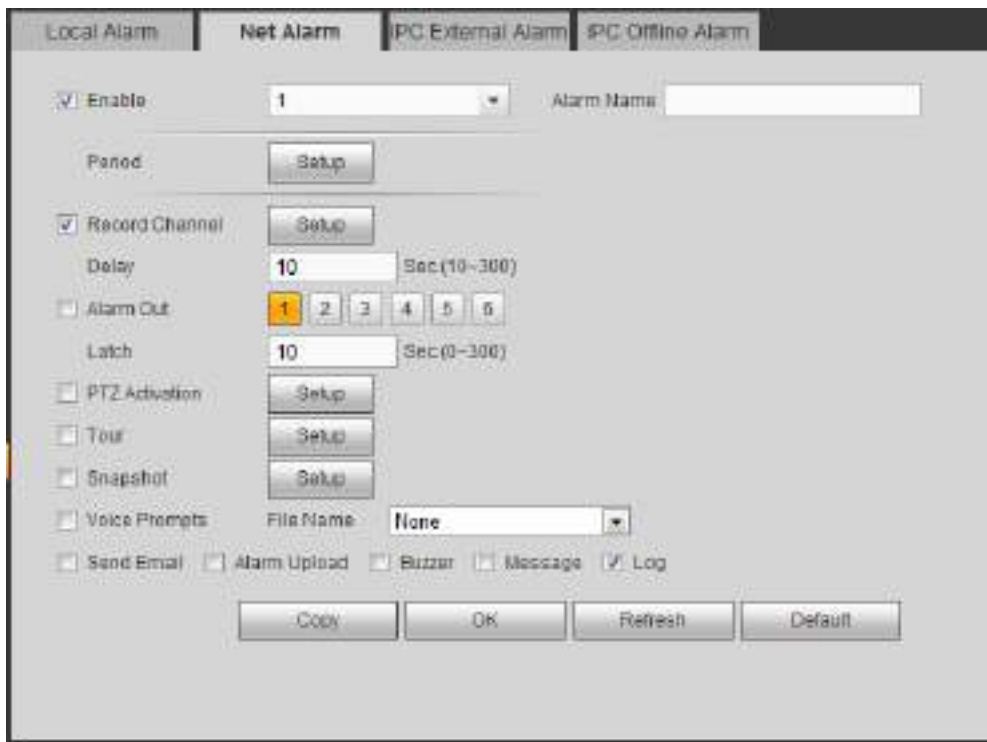 Local Alarm Net Alarm IPC External Alarm IPC Offline Alarm
Enable 1 Alarm Name
Period Setup
Record Channel Setup
Delay 10 Sec.(10~300)
Alarm Out 1 2 3 4 5 6
Latch 10 Sec.(0~300)
PTZ Activation Setup
Tour Setup
Snapshot Setup
Voice Prompts File Name None
Send Email Alarm Upload Buzzer Message Log
Copy OK Refresh Default